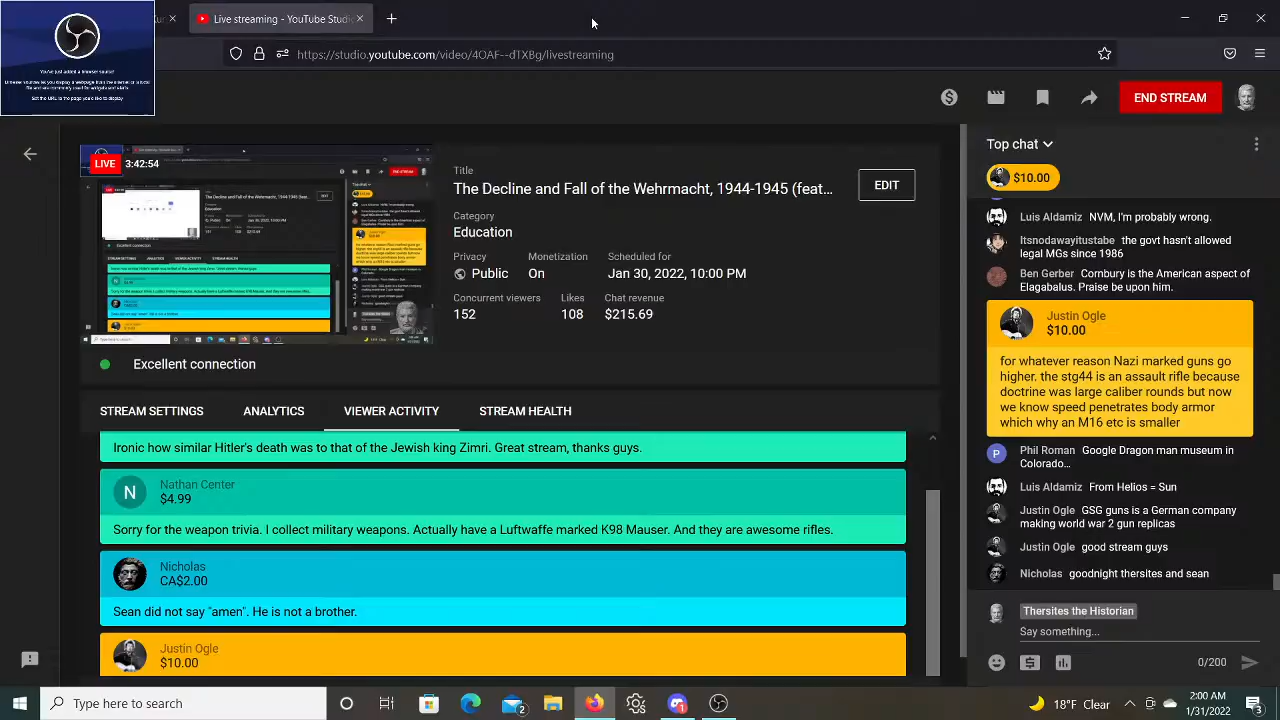 You've just added a browser source!
Live streaming - YouTube Studio
https://studio.youtube.com/video/4OAF--dTXBg/livestreaming
END STREAM
LIVE
3:42:54
Title
The Decline and Fall of the Wehrmacht, 1944-1945 (feat...
EDIT
Category
Education
Scheduled for
Public
On
Jan 30, 2022, 10:00 PM
Concurrent viewers
Likes
Chat revenue
152
$215.69
Excellent connection
STREAM SETTINGS
ANALYTICS
VIEWER ACTIVITY
STREAM HEALTH
Ironic how similar Hitler's death was to that of the Jewish king Zimri. Great stream, thanks guys.
N
Nathan Center
$4.99
Sorry for the weapon trivia. I collect military weapons. Actually have a Luftwaffe marked K98 Mauser. And they are awesome rifles.
Nicholas
CA$2.00
Sean did not say "amen". He is not a brother.
Justin Ogle
$10.00
Top chat
$10.00
Luis Aldamiz NVM, I'm probably wrong.
the govt hasn't allowed
legal MGs since 1986
is the American aspect of
Elagabalus. Praise be upon him.
Justin Ogle
$10.00
for whatever reason Nazi marked guns go
higher. the stg44 is an assault rifle because
doctrine was large caliber rounds but now
we know speed penetrates body armor
which why an M16 etc is smaller
P
Phil Roman Google Dragon man museum in
Colorado...
Luis Aldamiz From Helios = Sun
Justin Ogle GSG guns is a German company
making world war 2 gun replicas
Justin Ogle good stream guys
Nicholas goodnight thersites and sean
Thersites the Historian
Say something...
0/200
Type here to search
2
1
18°F Clear
2:00 AM
1/31/2022
3